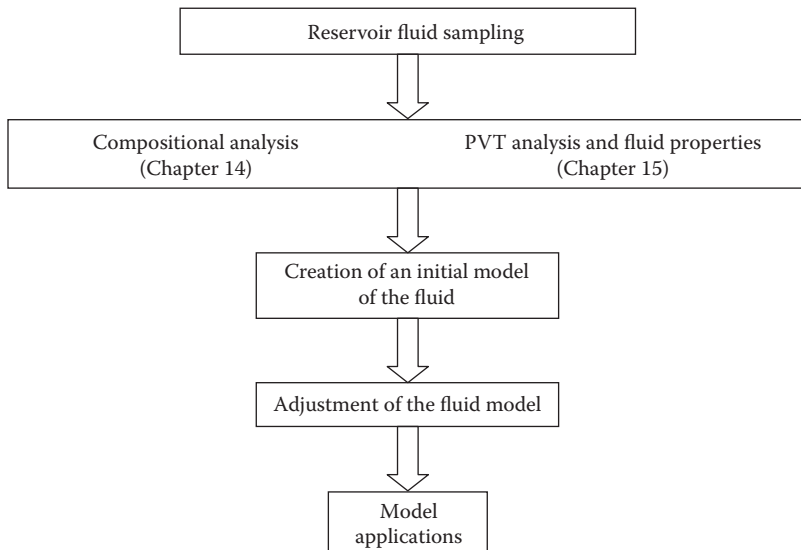 Reservoir fluid sampling
Compositional analysis
(Chapter 14)
PVT analysis and fluid properties
(Chapter 15)
Creation of an initial model
of the fluid
Adjustment of the fluid model
Model
applications